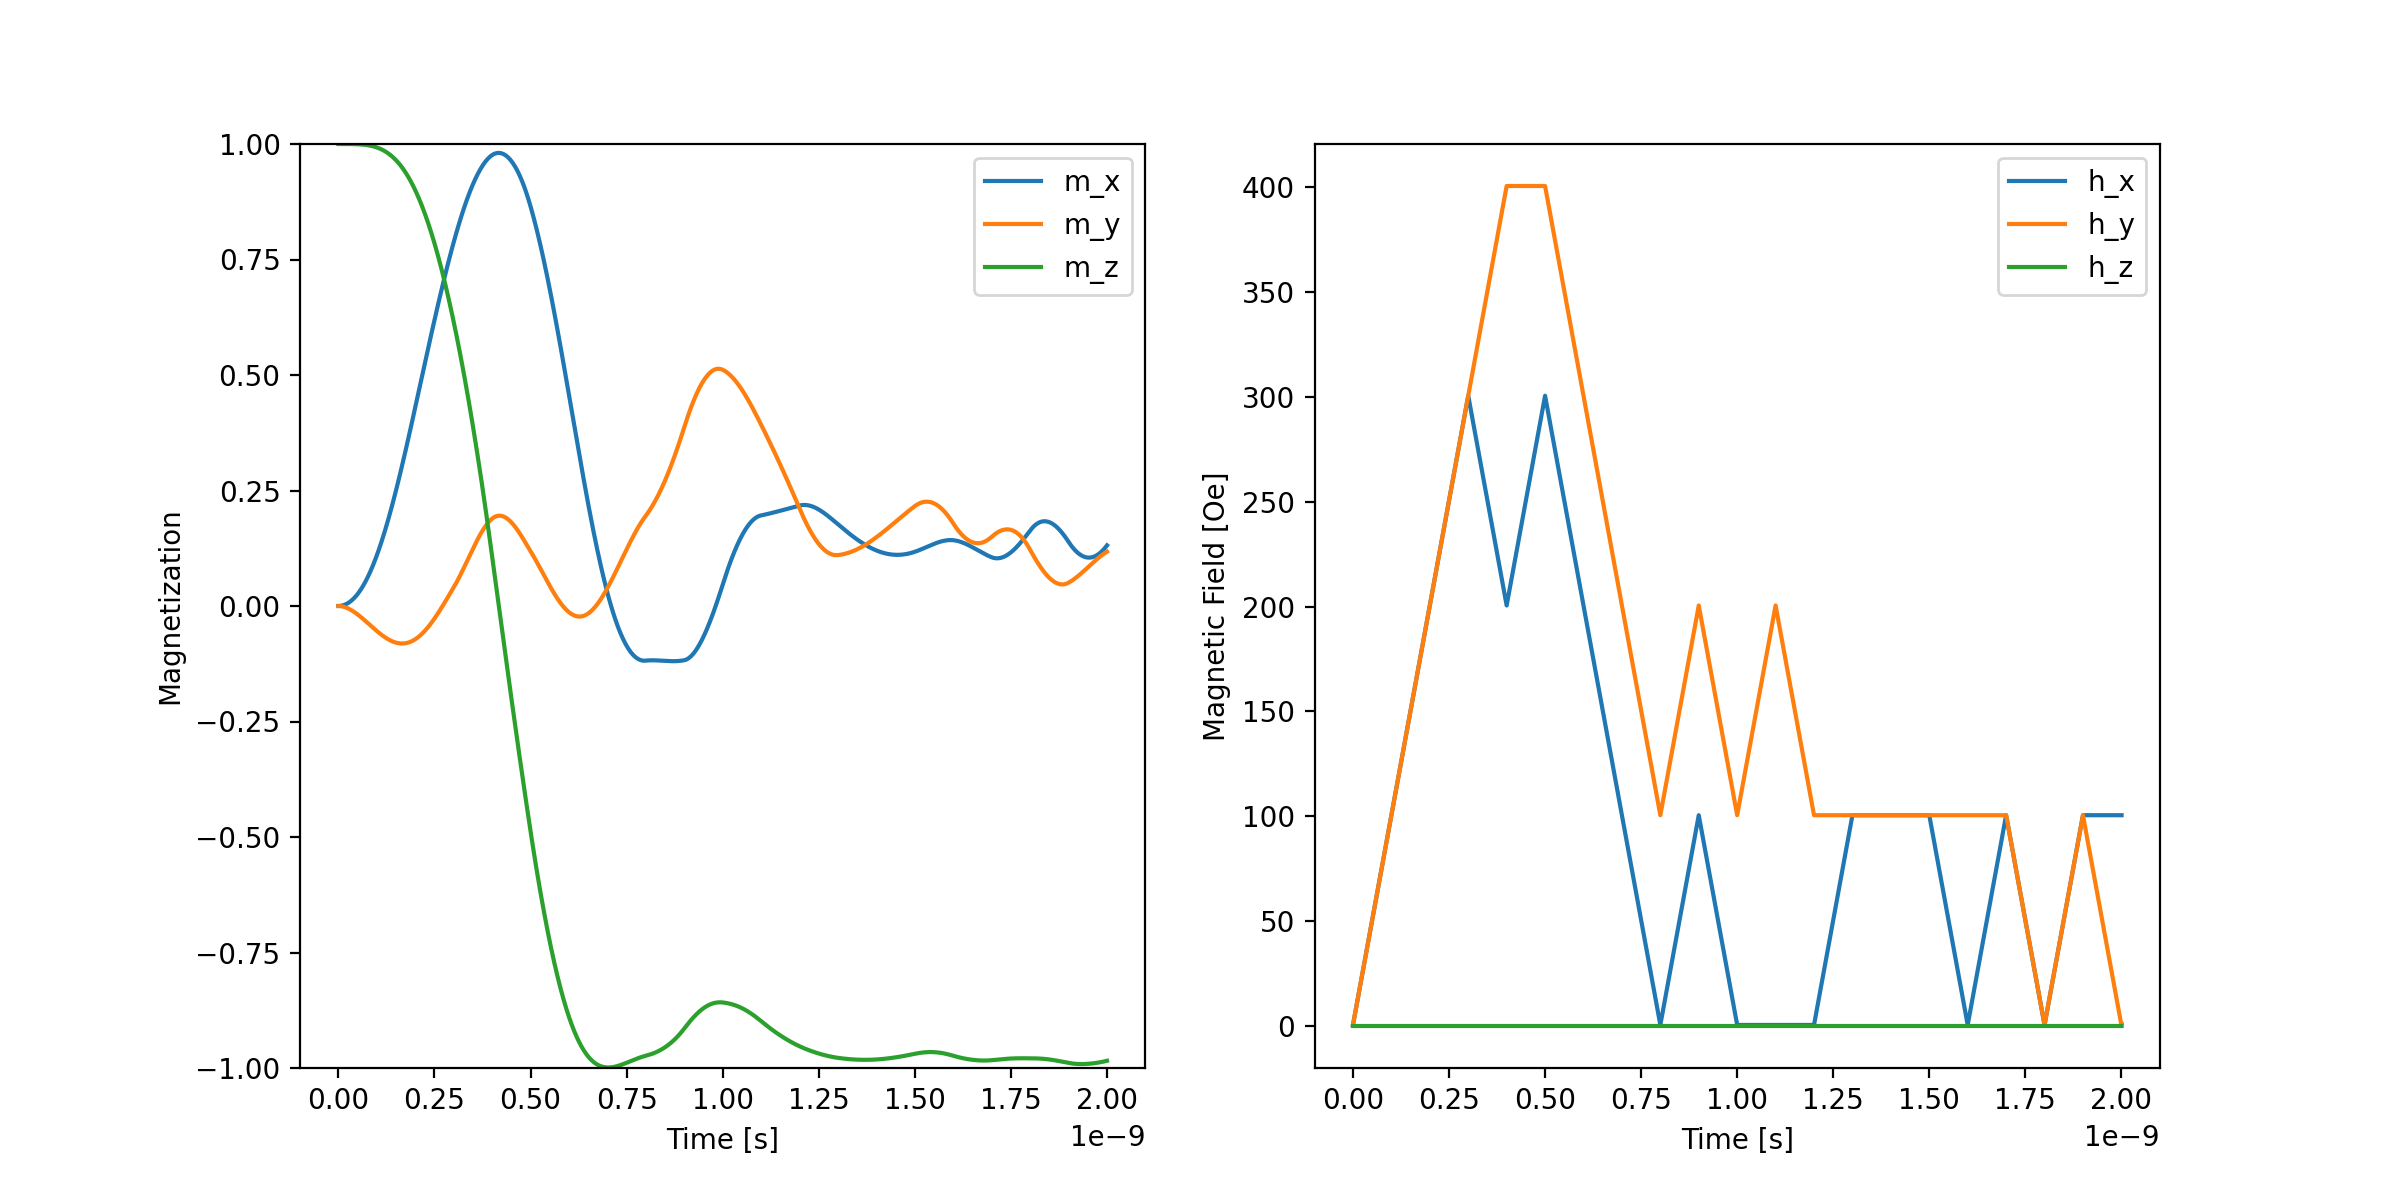 Magnetization
1.00
0.75
0.50
0.25
0.00
−0.25
−0.50
−0.75
−1.00
m_x
m_y
m_z
0.00 0.25 0.50 0.75 1.00 1.25 1.50 1.75 2.00
Time [s]
1e−9
Magnetic Field [Oe]
400
350
300
250
200
150
100
50
0
h_x
h_y
h_z
0.00 0.25 0.50 0.75 1.00 1.25 1.50 1.75 2.00
Time [s]
1e−9